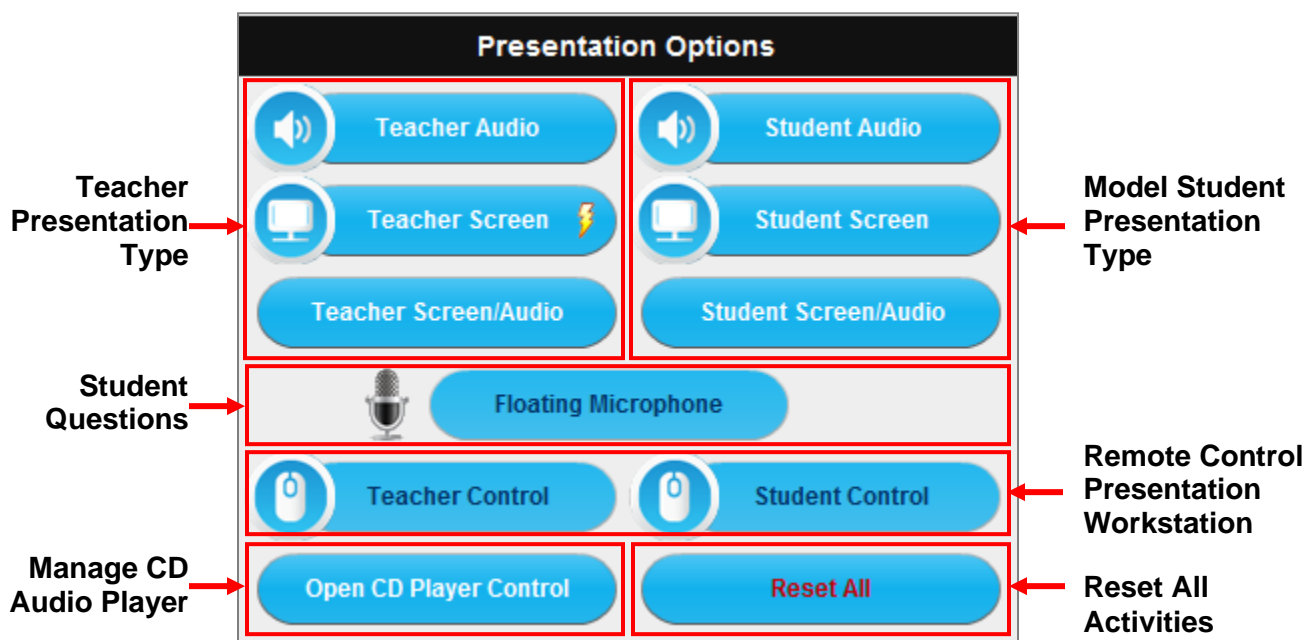 Presentation Options
Teacher Audio
Student Audio
Teacher
Presentation
Type
Teacher Screen
Student Screen
Model Student
Presentation
Type
Teacher Screen/Audio
Student Screen/Audio
Student
Questions
Floating Microphone
Teacher Control
Student Control
Remote Control
Presentation
Workstation
Manage CD
Audio Player
Open CD Player Control
Reset All
Reset All
Activities